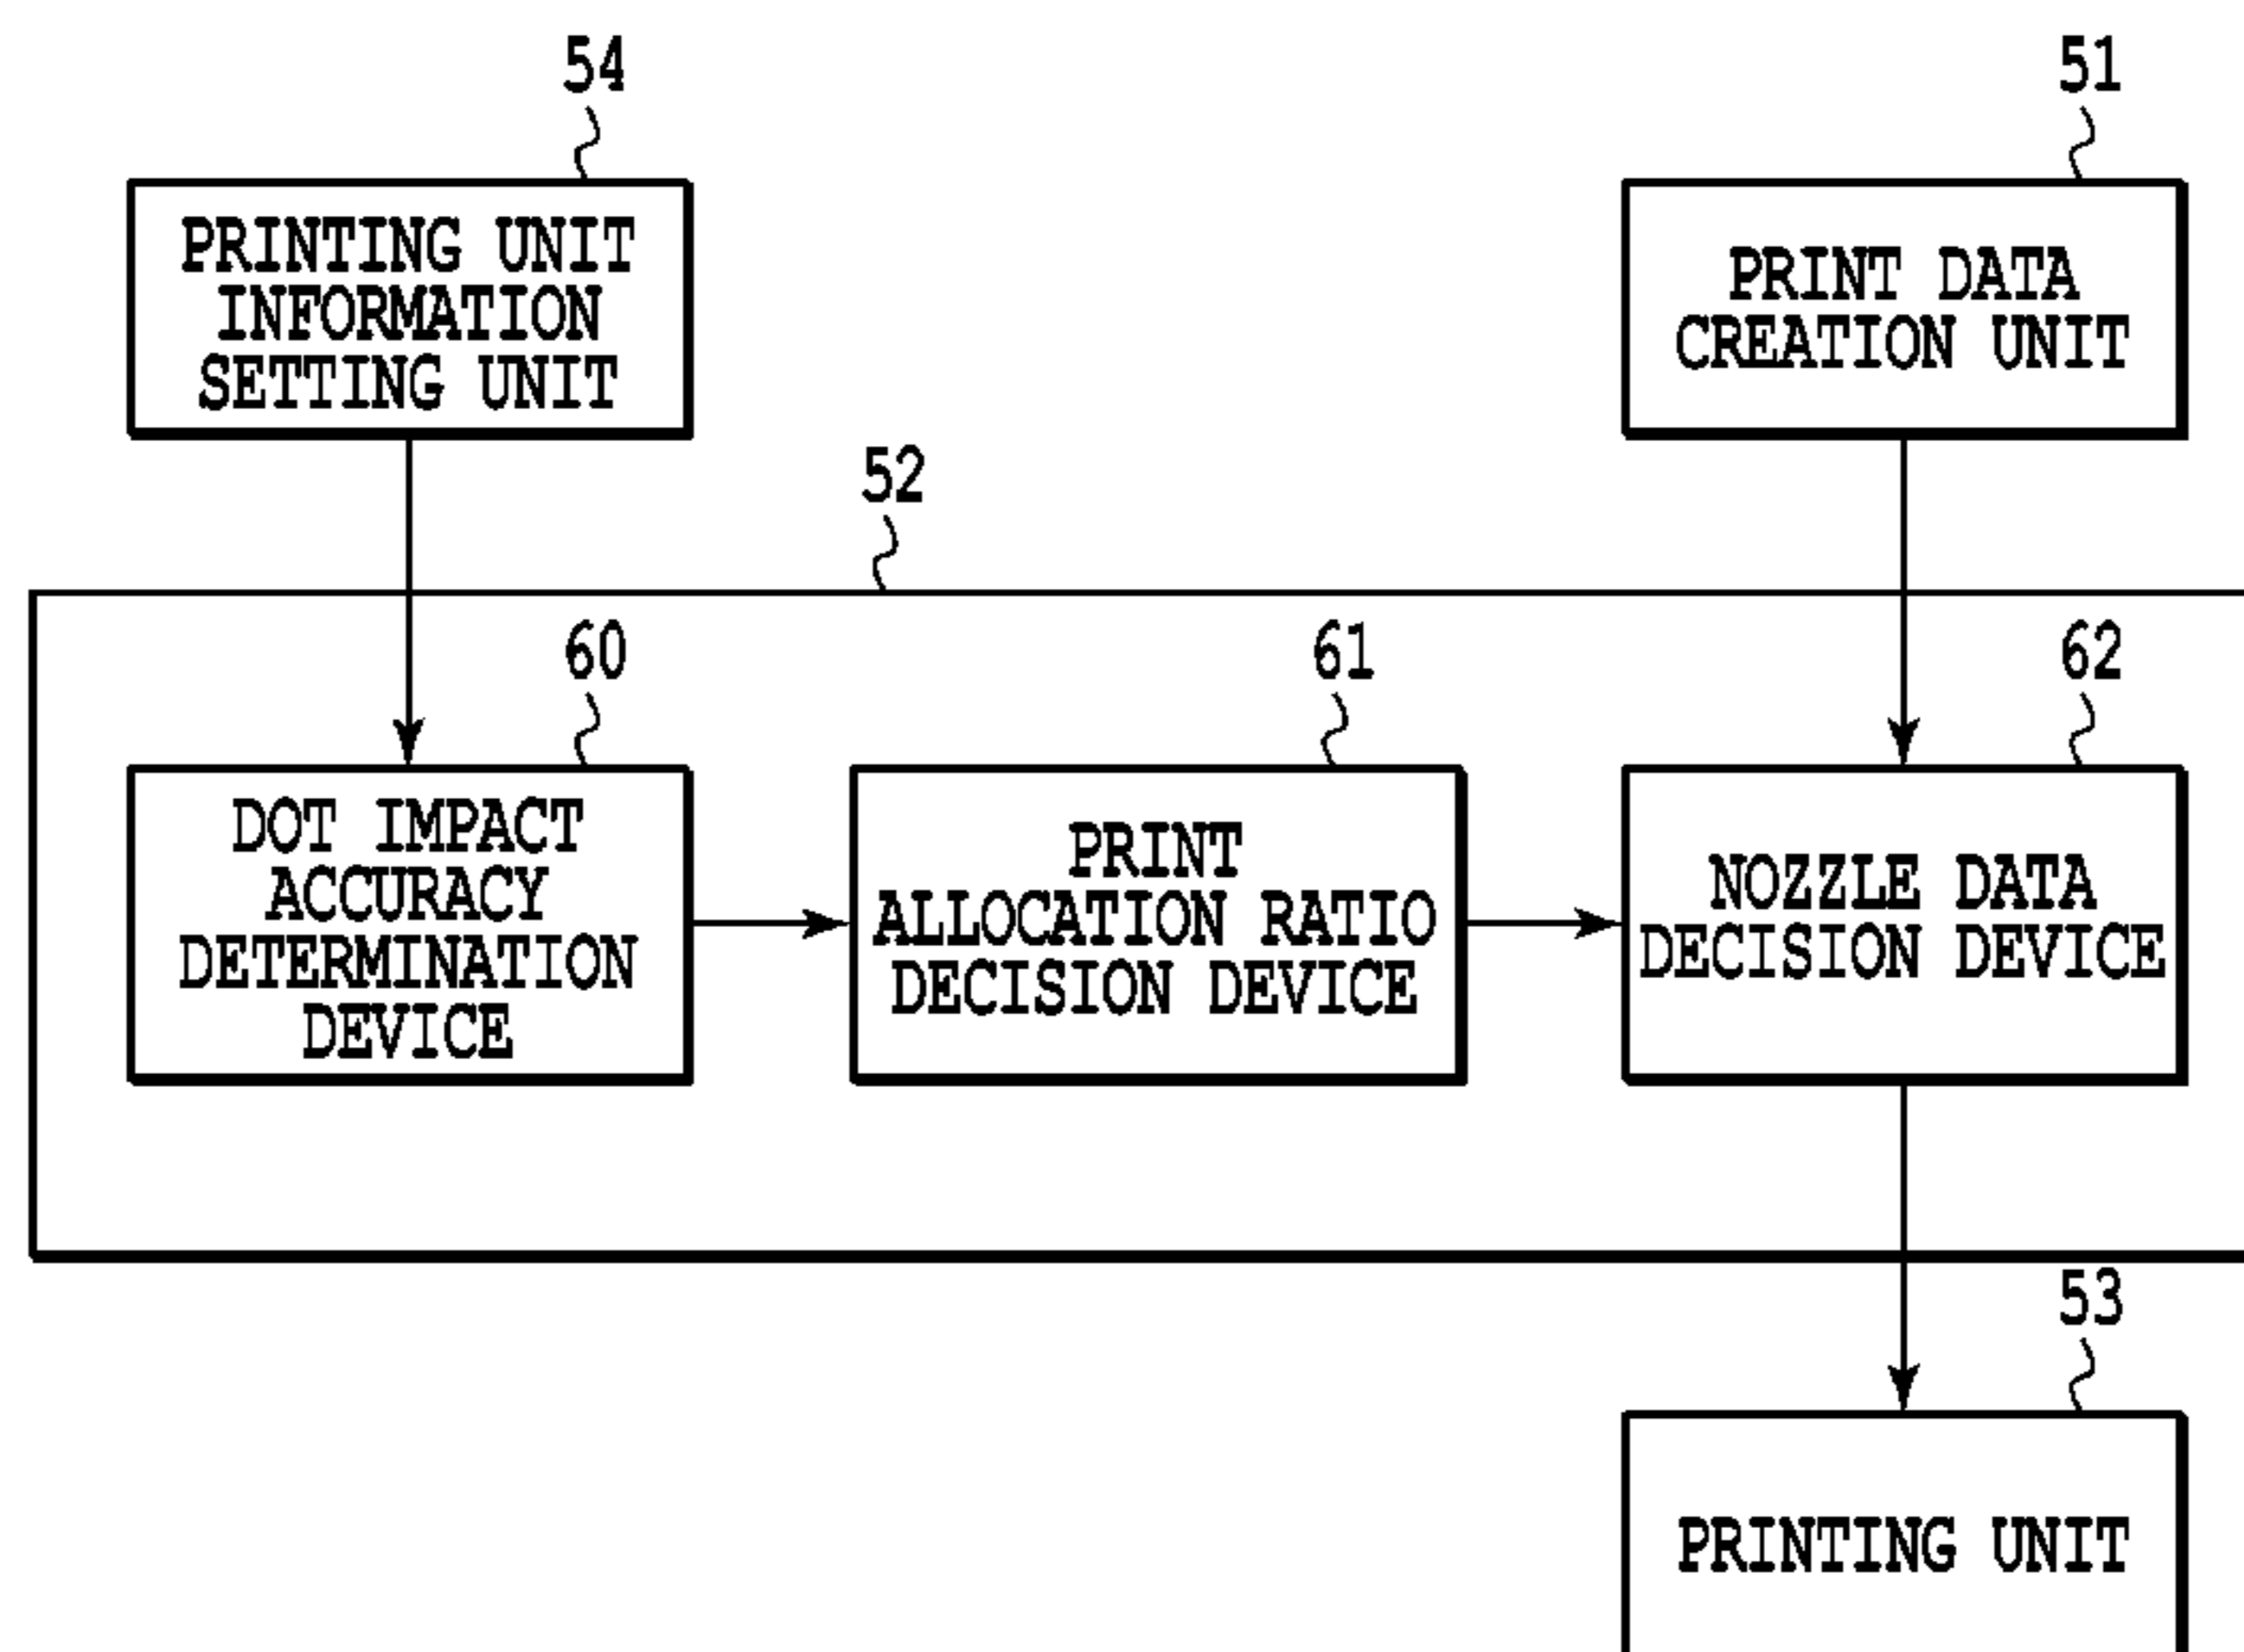 54
51
PRINTING UNIT
INFORMATION
SETTING UNIT
PRINT DATA
CREATION UNIT
52
60
61
62
DOT IMPACT
ACCURACY
DETERMINATION
DEVICE
PRINT
ALLOCATION RATIO
DECISION DEVICE
NOZZLE DATA
DECISION DEVICE
53
PRINTING UNIT